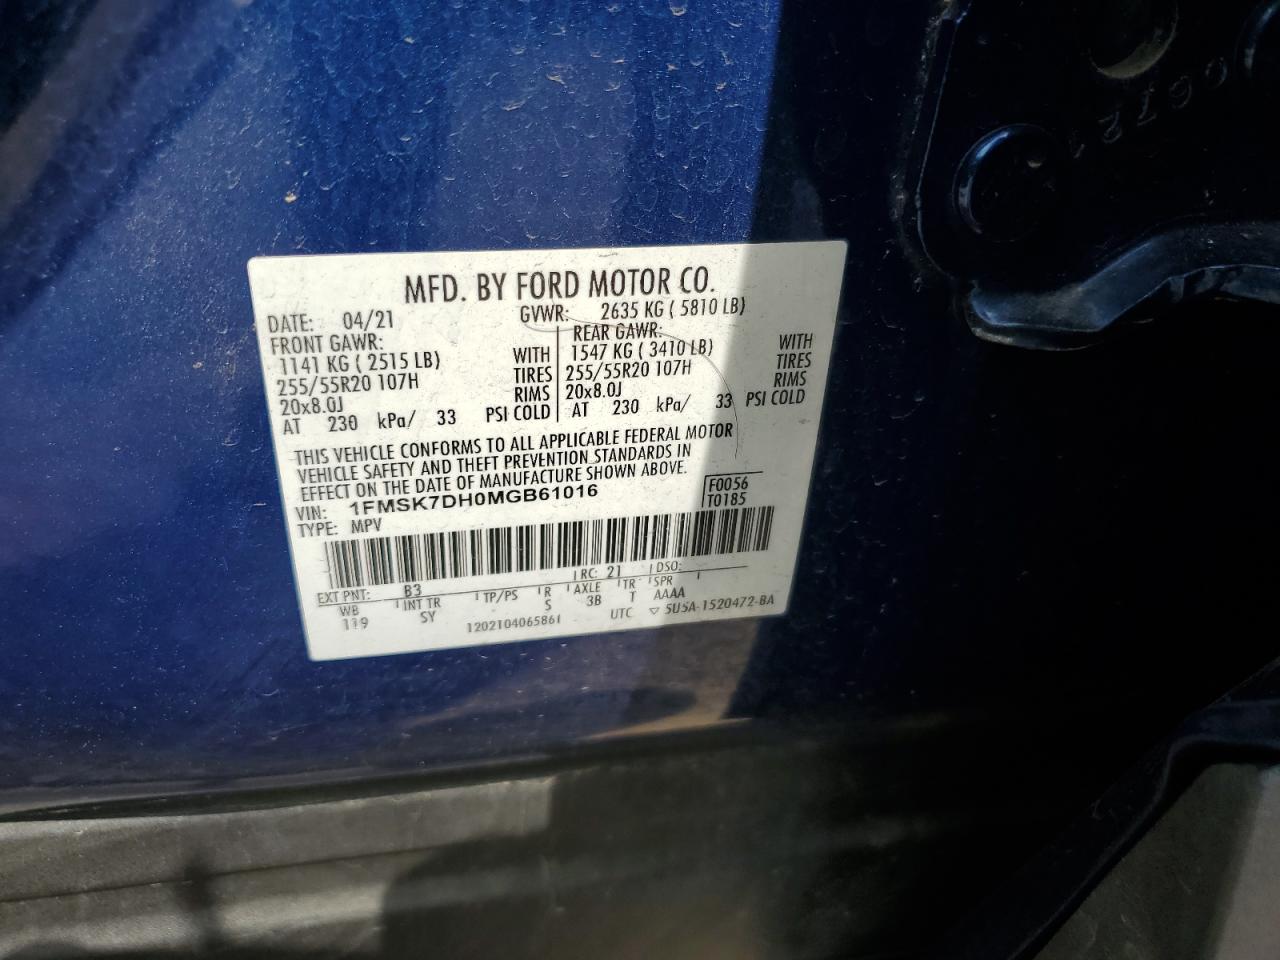 MFD. BY FORD MOTOR CO.
DATE: 04/21 GVWR: 2635 KG ( 5810 LB)
FRONT GAWR: REAR GAWR:
1141 KG ( 2515 LB) WITH 1547 KG ( 3410 LB) WITH
255/55R20 107H TIRES 255/55R20 107H TIRES
20x8.0J RIMS 20x8.0J RIMS
AT 230 kPa/ 33 PSI COLD AT 230 kPa/ 33 PSI COLD
THIS VEHICLE CONFORMS TO ALL APPLICABLE FEDERAL MOTOR
VEHICLE SAFETY AND THEFT PREVENTION STANDARDS IN
EFFECT ON THE DATE OF MANUFACTURE SHOWN ABOVE.
VIN: 1FMSK7DH0MGB61016 F0056
TYPE: MPV T0185
EXT PNT: B3 RC: 21 DSO:
WB INT TR TP/PS R AXLE TR SPR
119 SY S 3B T AAAA
1202104065861 UTC ▽ 5U5A-1520472-BA